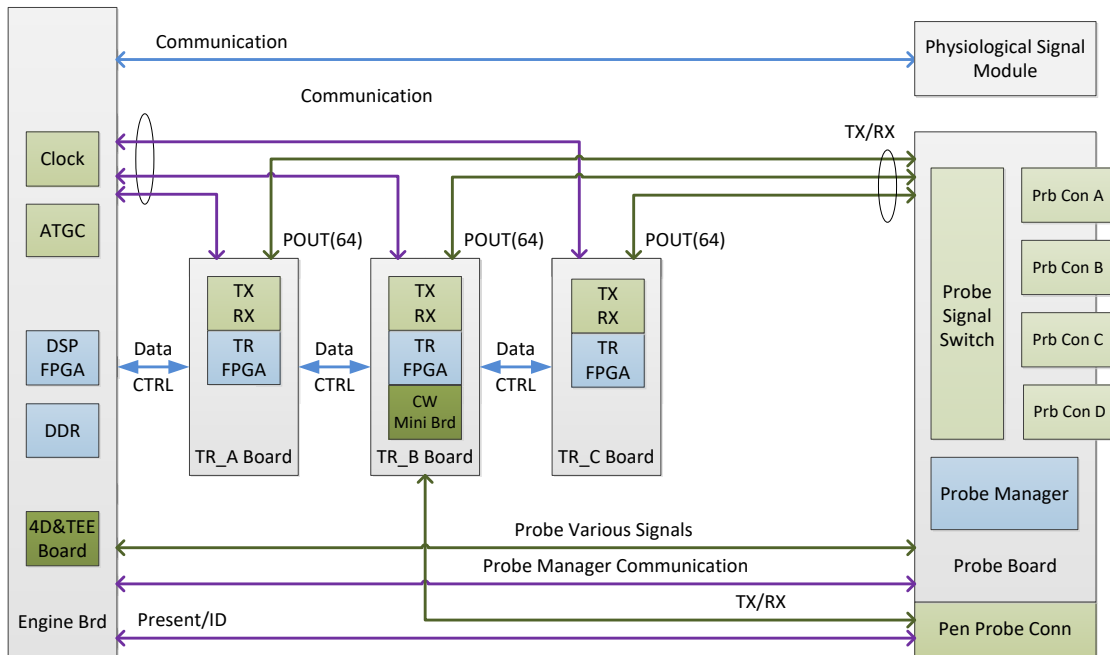 Communication
Physiological Signal
Module
Communication
TX/RX
Clock
ATGC
Prb Con A
Prb Con B
Prb Con C
Prb Con D
Probe
Signal
Switch
POUT(64)
POUT(64)
POUT(64)
TX
RX
TR
FPGA
TX
RX
TR
FPGA
CW
Mini Brd
TX
RX
TR
FPGA
DSP
FPGA
Data
CTRL
Data
CTRL
Data
CTRL
DDR
TR_A Board
TR_B Board
TR_C Board
Probe Manager
4D&TEE
Board
Probe Various Signals
Probe Manager Communication
Probe Board
TX/RX
Engine Brd
Present/ID
Pen Probe Conn